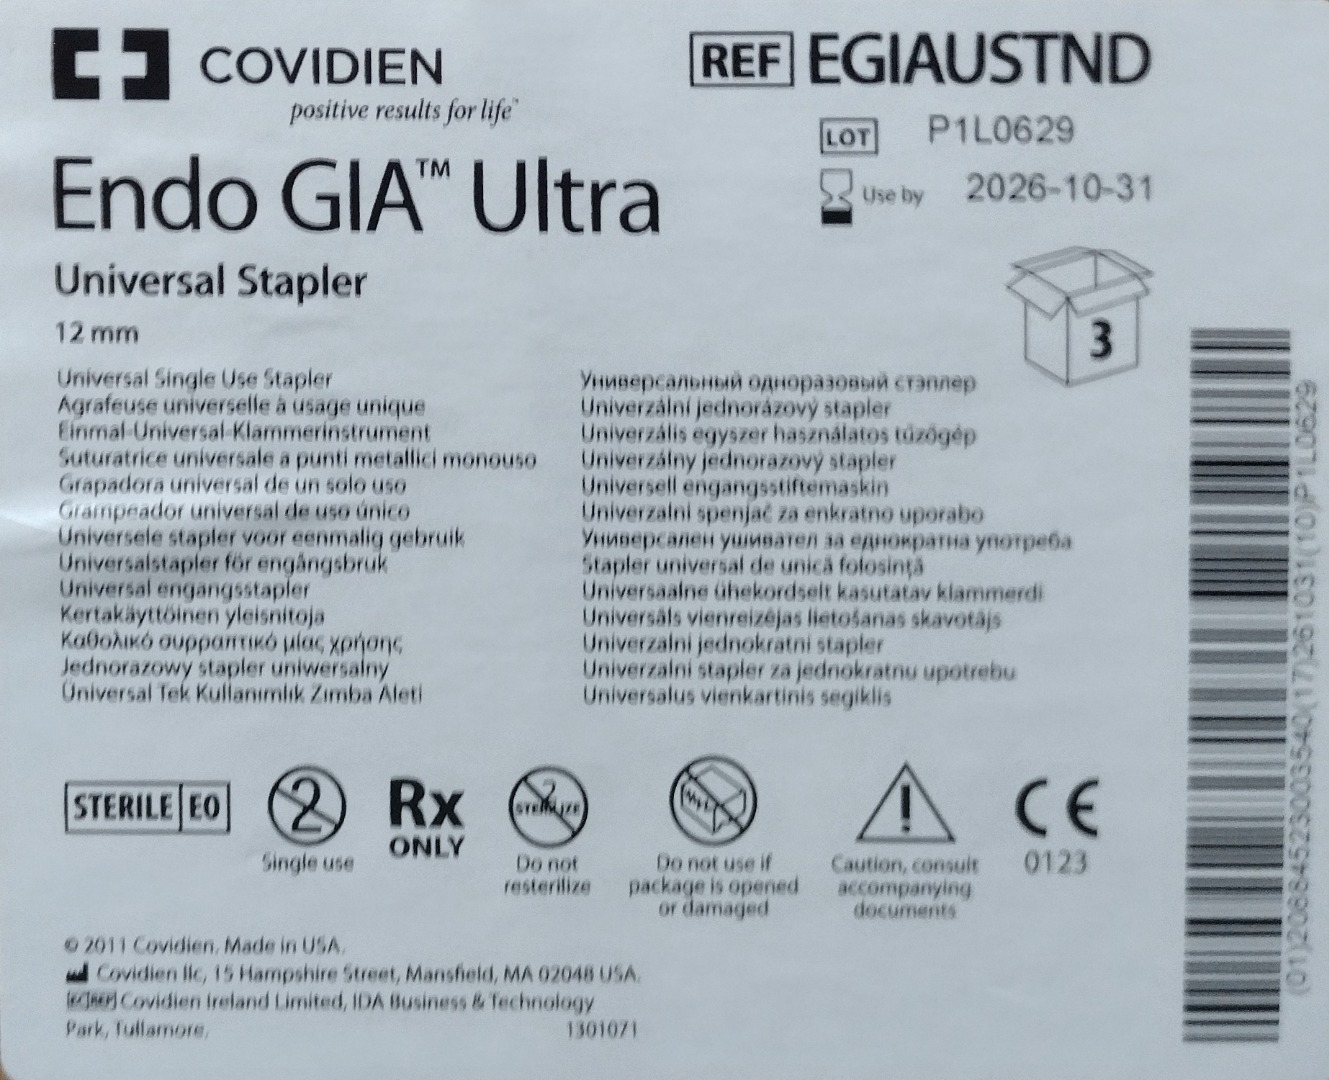 COVIDIEN
positive results for life™
REF EGIAUSTND
LOT P1L0629
Use by 2026-10-31
Endo GIA™ Ultra
Universal Stapler
12 mm
3
Universal Single Use Stapler
Agrafeuse universelle à usage unique
Einmal-Universal-Klammerinstrument
Suturatrice universale a punti metallici monouso
Grapadora universal de un solo uso
Grampeador universal de uso único
Universele stapler voor eenmalig gebruik
Universalstapler för engångsbruk
Universal engangsstapler
Kertakäyttöinen yleisnitoja
Καθολικό συρραπτικό μίας χρήσης
Jednorazowy stapler uniwersalny
Üniversal Tek Kullanımlık Zımba Aleti
Универсальный одноразовый стэплер
Univerzální jednorázový stapler
Univerzális egyszer használatos tűzőgép
Univerzálny jednorazový stapler
Universell engangsstiftemaskin
Univerzalni spenjač za enkratno uporabo
Универсален ушивател за еднократна употреба
Stapler universal de unică folosință
Universaalne ühekordselt kasutatav klammerdi
Universāls vienreizējas lietošanas skavotājs
Univerzalni jednokratni stapler
Univerzalni stapler za jednokratnu upotrebu
Universalus vienkartinis segiklis
(01)20884523003540(17)261031(10)P1L0629
STERILE EO
2
Single use
Rx
ONLY
2
STERILIZE
Do not
resterilize
Do not use if
package is opened
or damaged
!
Caution, consult
accompanying
documents
CE
0123
© 2011 Covidien. Made in USA.
Covidien llc, 15 Hampshire Street, Mansfield, MA 02048 USA.
EC REP Covidien Ireland Limited, IDA Business & Technology
Park, Tullamore.
1301071